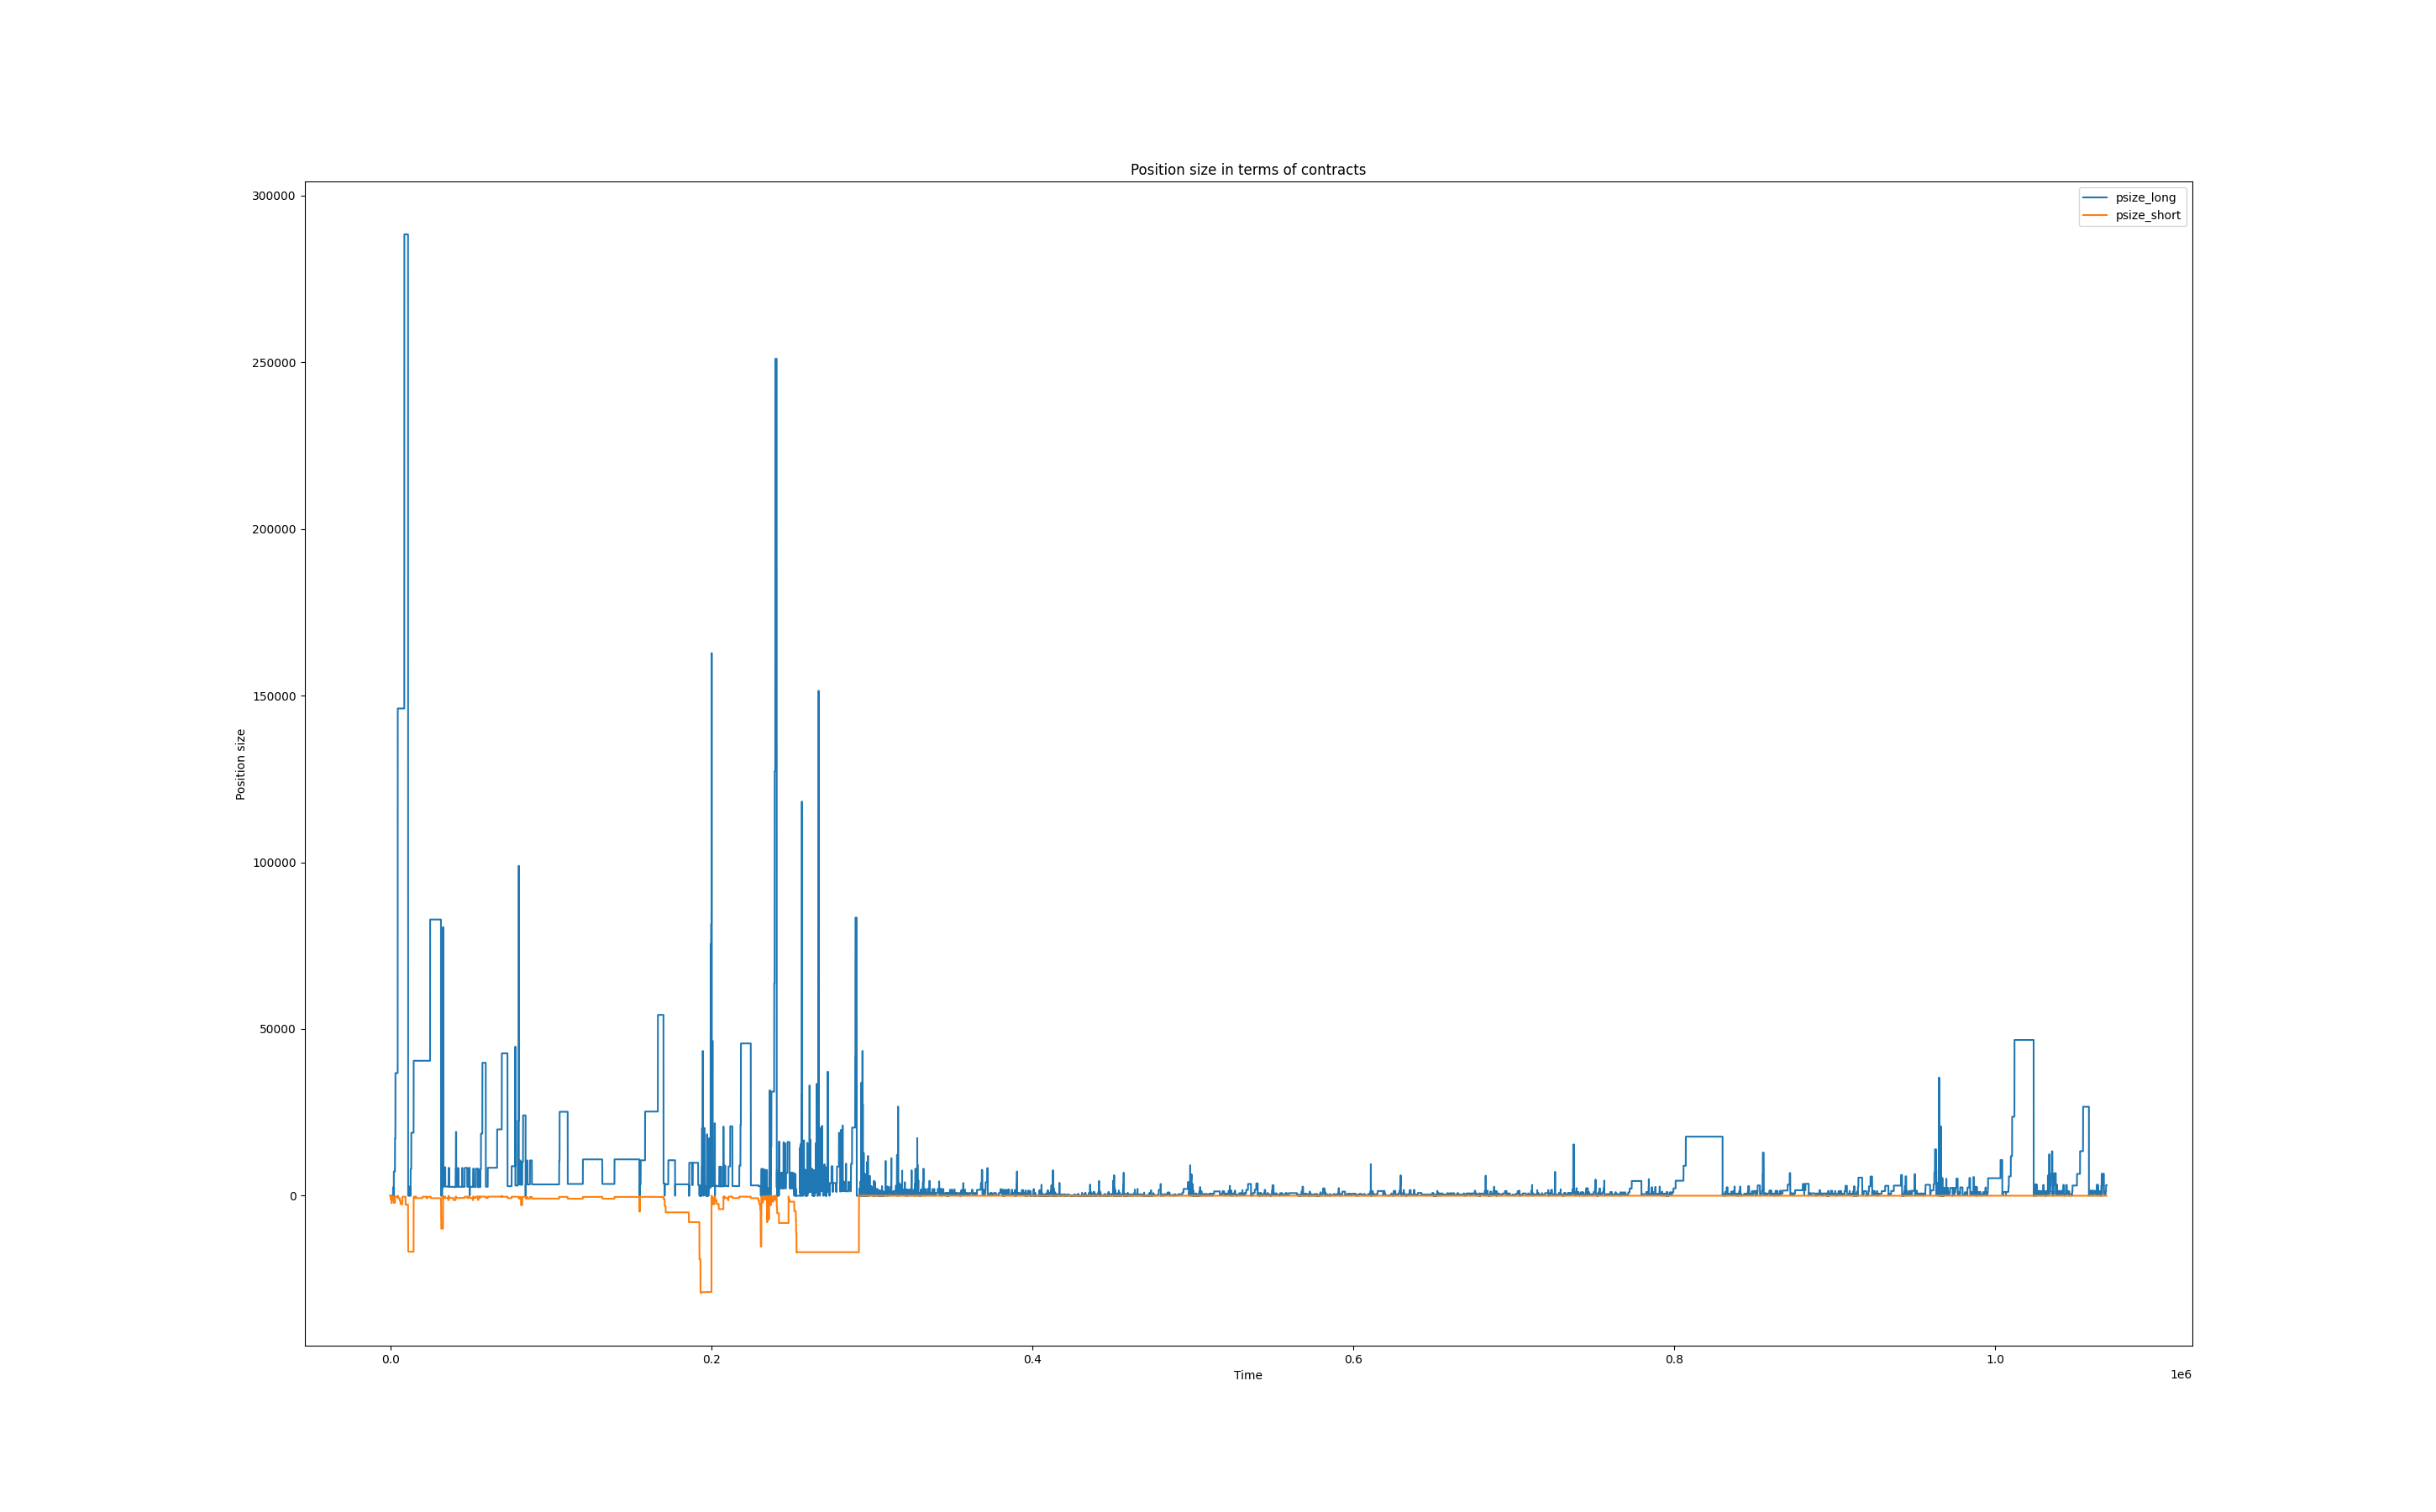 Position size in terms of contracts
psize_long
psize_short
300000
250000
200000
150000
100000
50000
0
Position size
0.0 0.2 0.4 0.6 0.8 1.0
Time
1e6